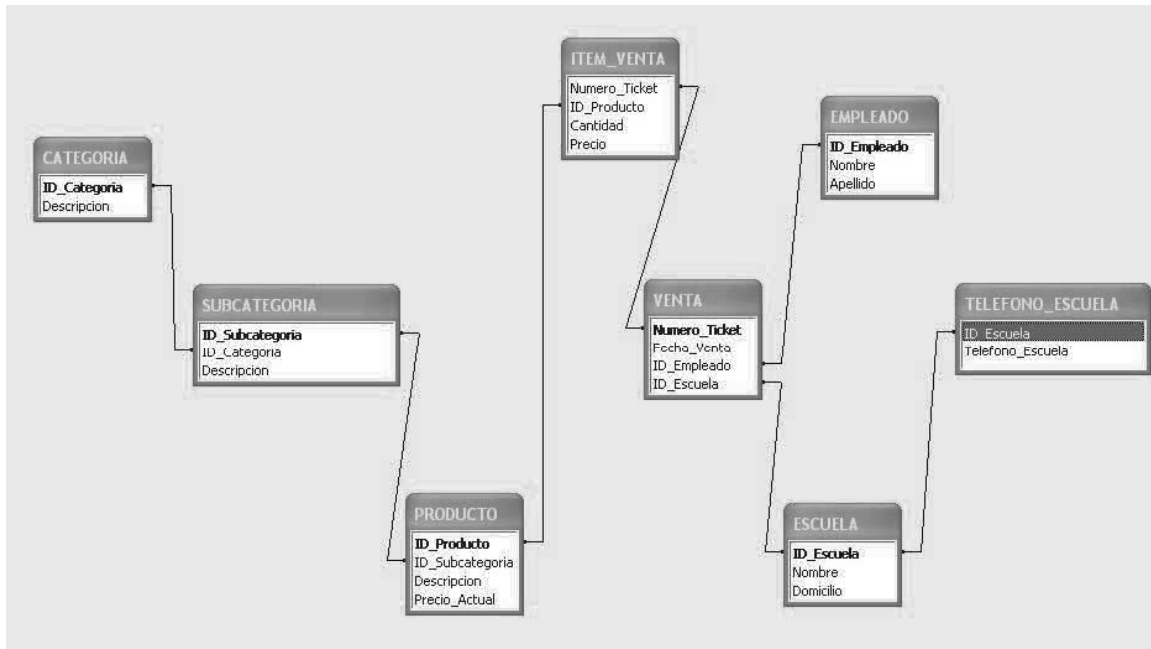 CATEGORIA
ID_Categoria
Descripcion
SUBCATEGORIA
ID_Subcategoria
ID_Categoria
Descripcion
PRODUCTO
ID_Producto
ID_Subcategoria
Descripcion
Precio_Actual
ITEM_VENTA
Numero_Ticket
ID_Producto
Cantidad
Precio
VENTA
Numero_Ticket
Fecha_Venta
ID_Empleado
ID_Escuela
EMPLEADO
ID_Empleado
Nombre
Apellido
ESCUELA
ID_Escuela
Nombre
Domicilio
TELEFONO_ESCUELA
ID_Escuela
Telefono_Escuela